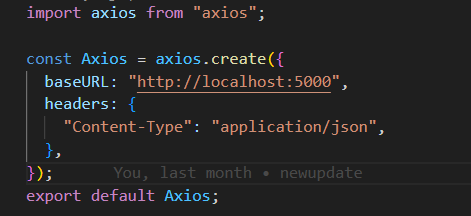 import axios from "axios";
const Axios = axios.create({
  baseURL: "http://localhost:5000",
  headers: {
    "Content-Type": "application/json",
  },
});     You, last month • newupdate
export default Axios;